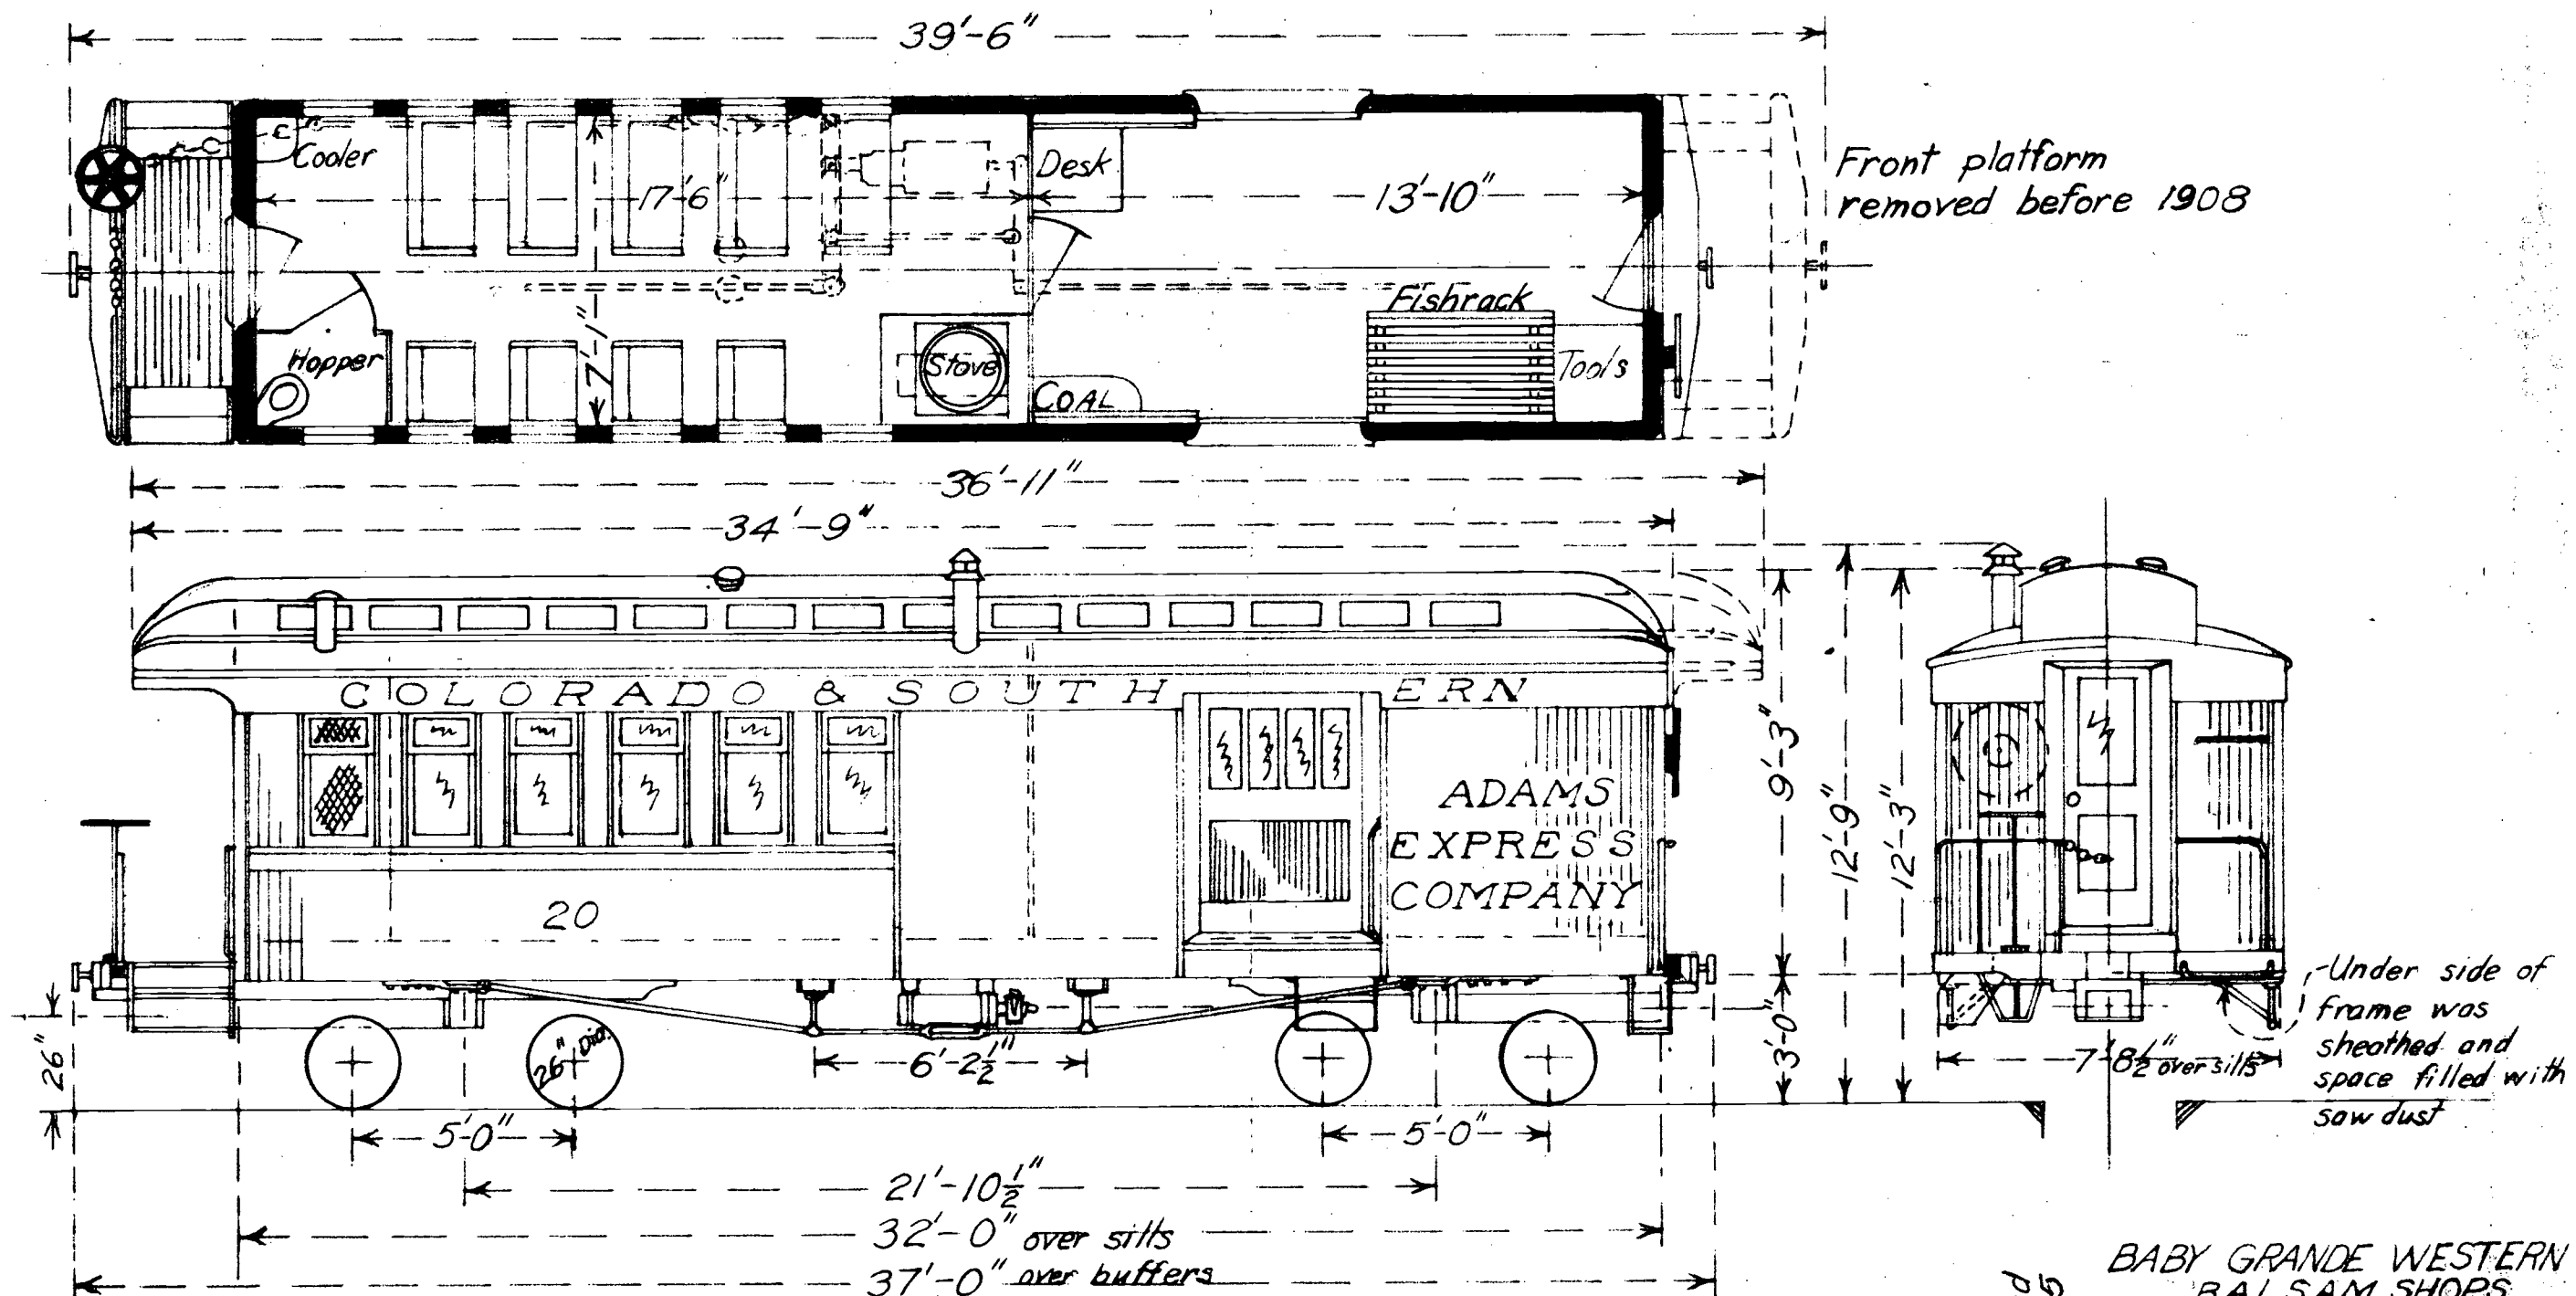 39'-6"
Cooler
Desk
17'-6"
13'-10"
Front platform
removed before 1908
7'-1"
Fishrack
Hopper
Stove
Tools
COAL
36'-11"
34'-9"
COLORADO & SOUTHERN
ADAMS
EXPRESS
COMPANY
20
9'-3"
12'-9"
12'-3"
3'-0"
Under side of
frame was
sheathed and
space filled with
saw dust
26"
26" Dia.
6'-2½"
7'-8½" over sills
5'-0"
5'-0"
21'-10½"
32'-0" over sills
37'-0" over buffers
BABY GRANDE WESTERN
BALSAM SHOPS